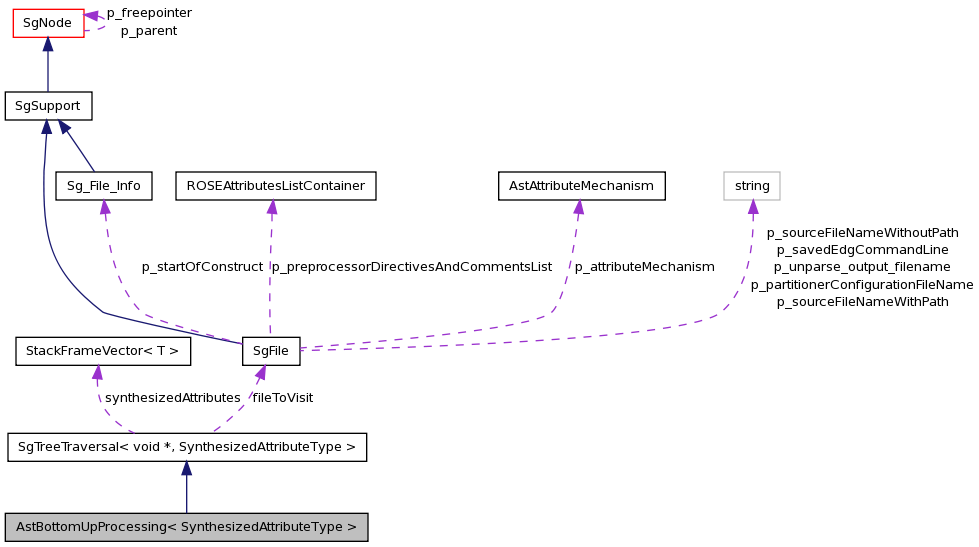 SgNode
p_freepointer
p_parent
SgSupport
Sg_File_Info
ROSEAttributesListContainer
AstAttributeMechanism
string
p_startOfConstruct
p_preprocessorDirectivesAndCommentsList
p_attributeMechanism
p_sourceFileNameWithoutPath
p_savedEdgCommandLine
p_unparse_output_filename
p_partitionerConfigurationFileName
p_sourceFileNameWithPath
StackFrameVector< T >
SgFile
synthesizedAttributes
fileToVisit
SgTreeTraversal< void *, SynthesizedAttributeType >
AstBottomUpProcessing< SynthesizedAttributeType >